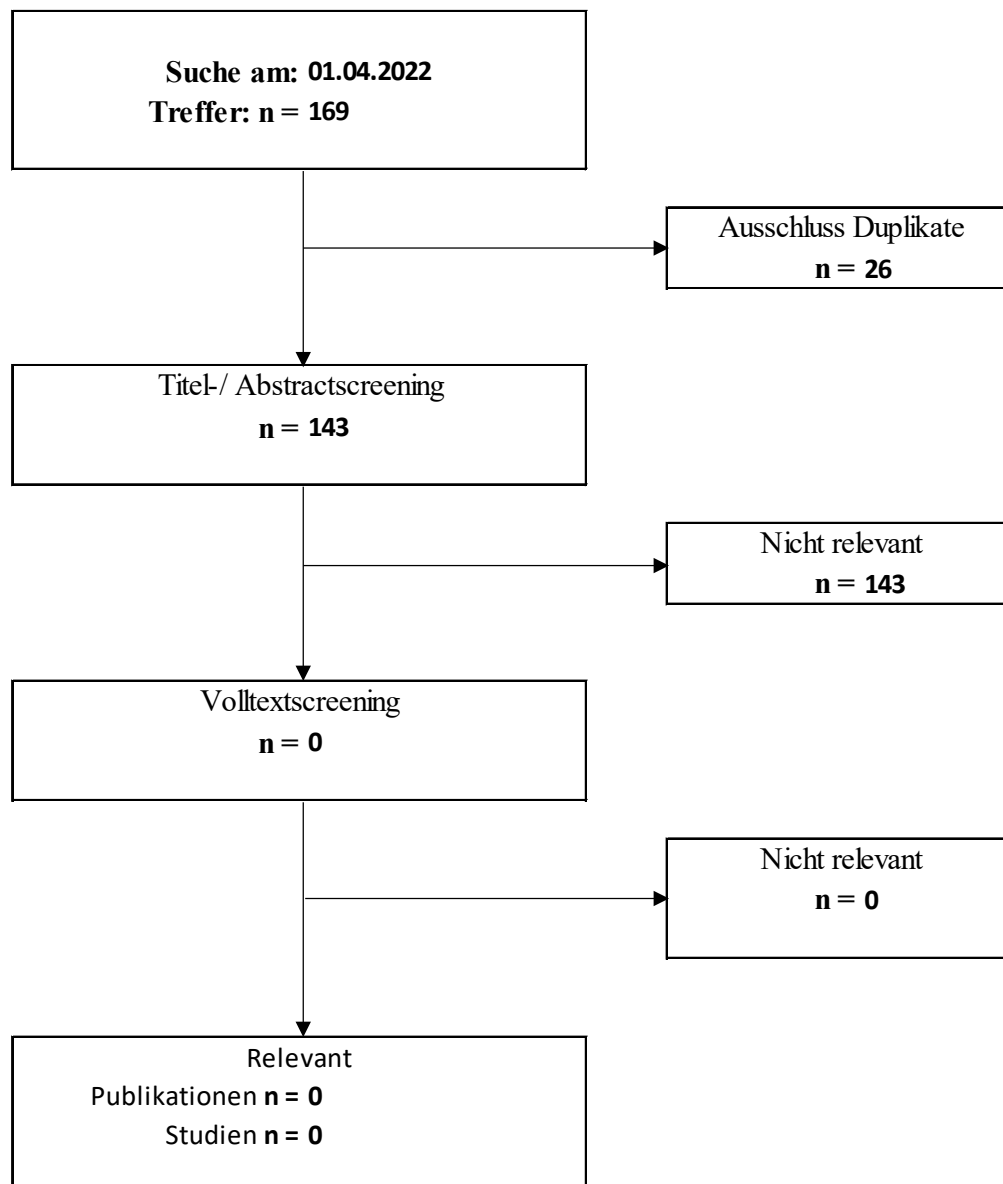 Suche am: 01.04.2022
Treffer: n = 169
Ausschluss Duplikate
n = 26
Titel-/ Abstractscreening
n = 143
Nicht relevant
n = 143
Volltextscreening
n = 0
Nicht relevant
n = 0
Relevant
Publikationen n = 0
Studien n = 0